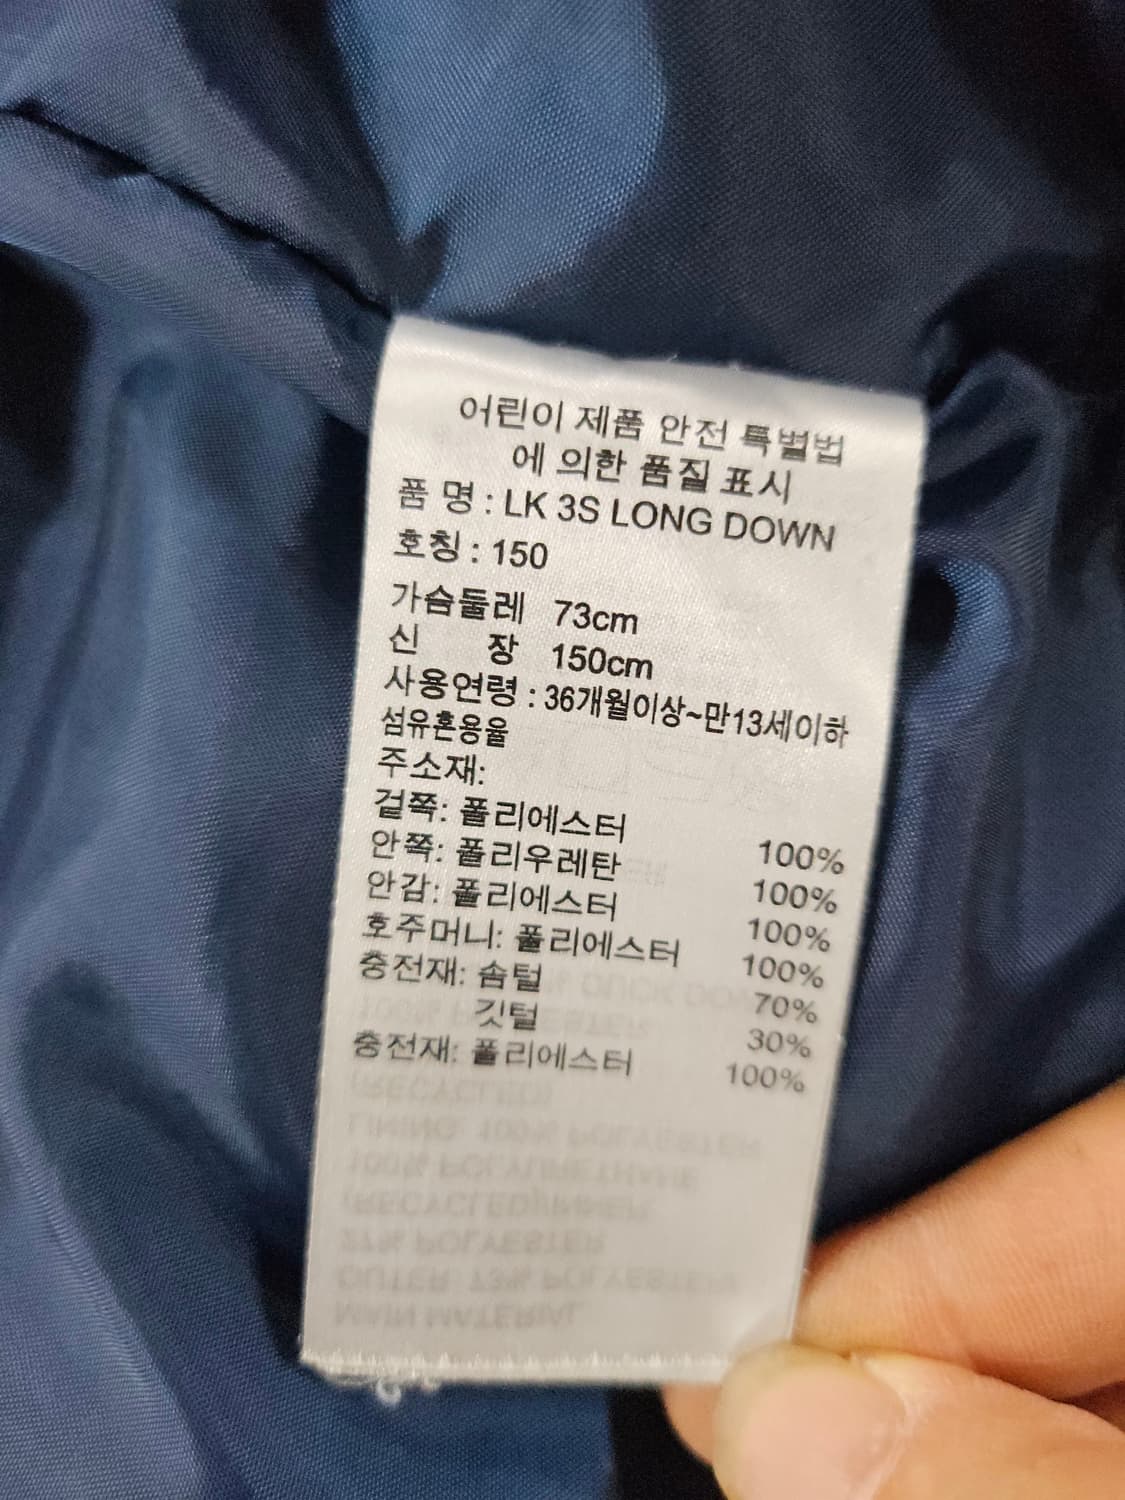 어린이 제품 안전 특별법
에 의한 품질 표시
품 명 : LK 3S LONG DOWN
호칭 : 150
가슴둘레 73cm
신 장 150cm
사용연령 : 36개월이상~만13세이하
섬유혼용율
주소재:
겉쪽: 폴리에스터 100%
안쪽: 폴리우레탄 100%
안감: 폴리에스터 100%
호주머니: 폴리에스터 100%
충전재: 솜털 70%
깃털 30%
충전재: 폴리에스터 100%